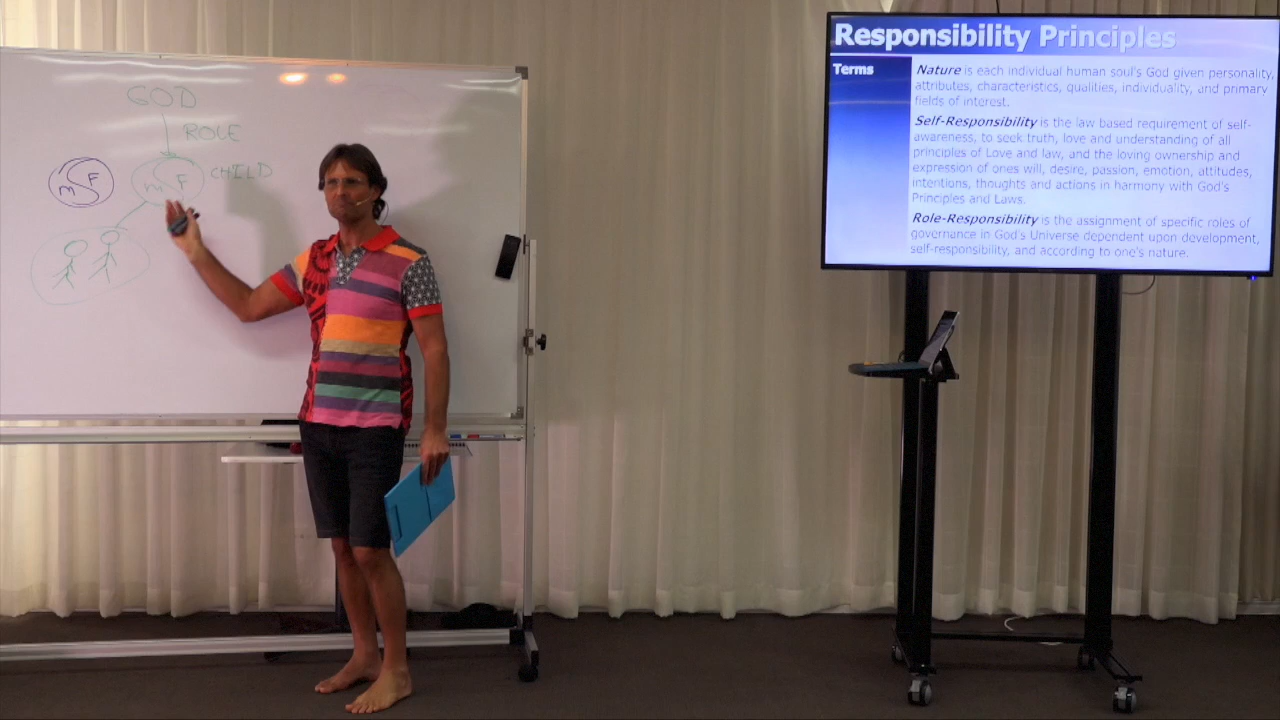 GOD
ROLE
CHILD
m F
m F
Responsibility Principles
Terms
Nature is each individual human soul's God given personality,
attributes, characteristics, qualities, individuality, and primary
fields of interest.
Self-Responsibility is the law based requirement of self-
awareness, to seek truth, love and understanding of all
principles of Love and law, and the loving ownership and
expression of ones will, desire, passion, emotion, attitudes,
intentions, thoughts and actions in harmony with God's
Principles and Laws.
Role-Responsibility is the assignment of specific roles of
governance in God's Universe dependent upon development,
self-responsibility, and according to one's nature.